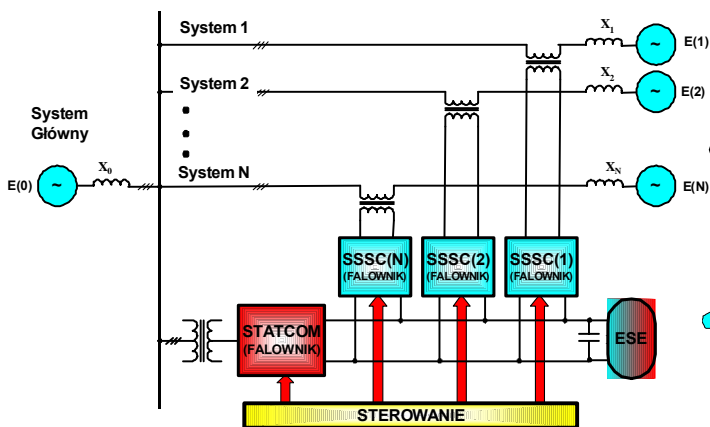 System 1
X1
~
E(1)
System 2
X2
~
E(2)
System
Główny
System N
X0
E(0)
~
XN
~
E(N)
SSSC(N)
(FALOWNIK)
SSSC(2)
(FALOWNIK)
SSSC(1)
(FALOWNIK)
STATCOM
(FALOWNIK)
ESE
STEROWANIE